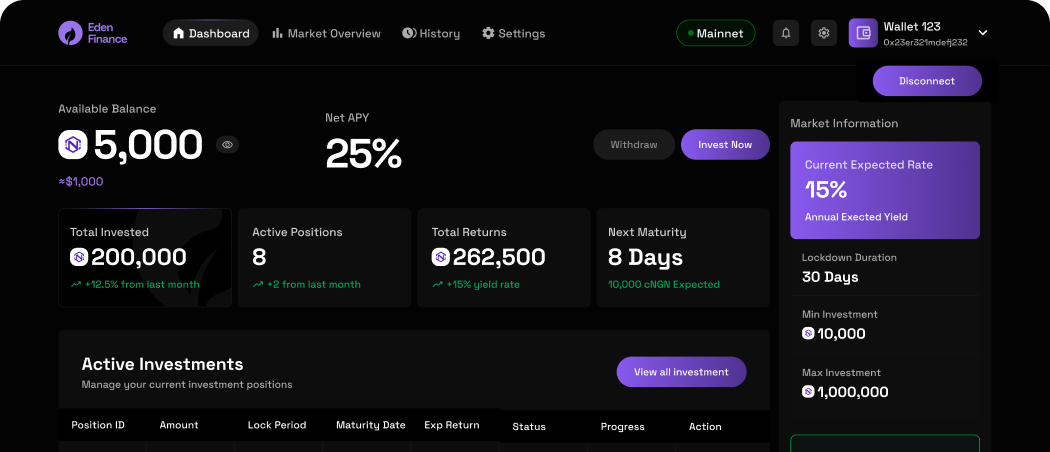 Eden
Finance
Dashboard
Market Overview
History
Settings
Mainnet
Wallet 123
0x23er321mdefj232
Disconnect
Available Balance
5,000
≈$1,000
Net APY
25%
Withdraw
Invest Now
Total Invested
200,000
+12.5% from last month
Active Positions
8
+2 from last month
Total Returns
262,500
+15% yield rate
Next Maturity
8 Days
10,000 cNGN Expected
Market Information
Current Expected Rate
15%
Annual Exected Yield
Lockdown Duration
30 Days
Min Investment
10,000
Max Investment
1,000,000
Active Investments
Manage your current investment positions
View all investment
Position ID
Amount
Lock Period
Maturity Date
Exp Return
Status
Progress
Action